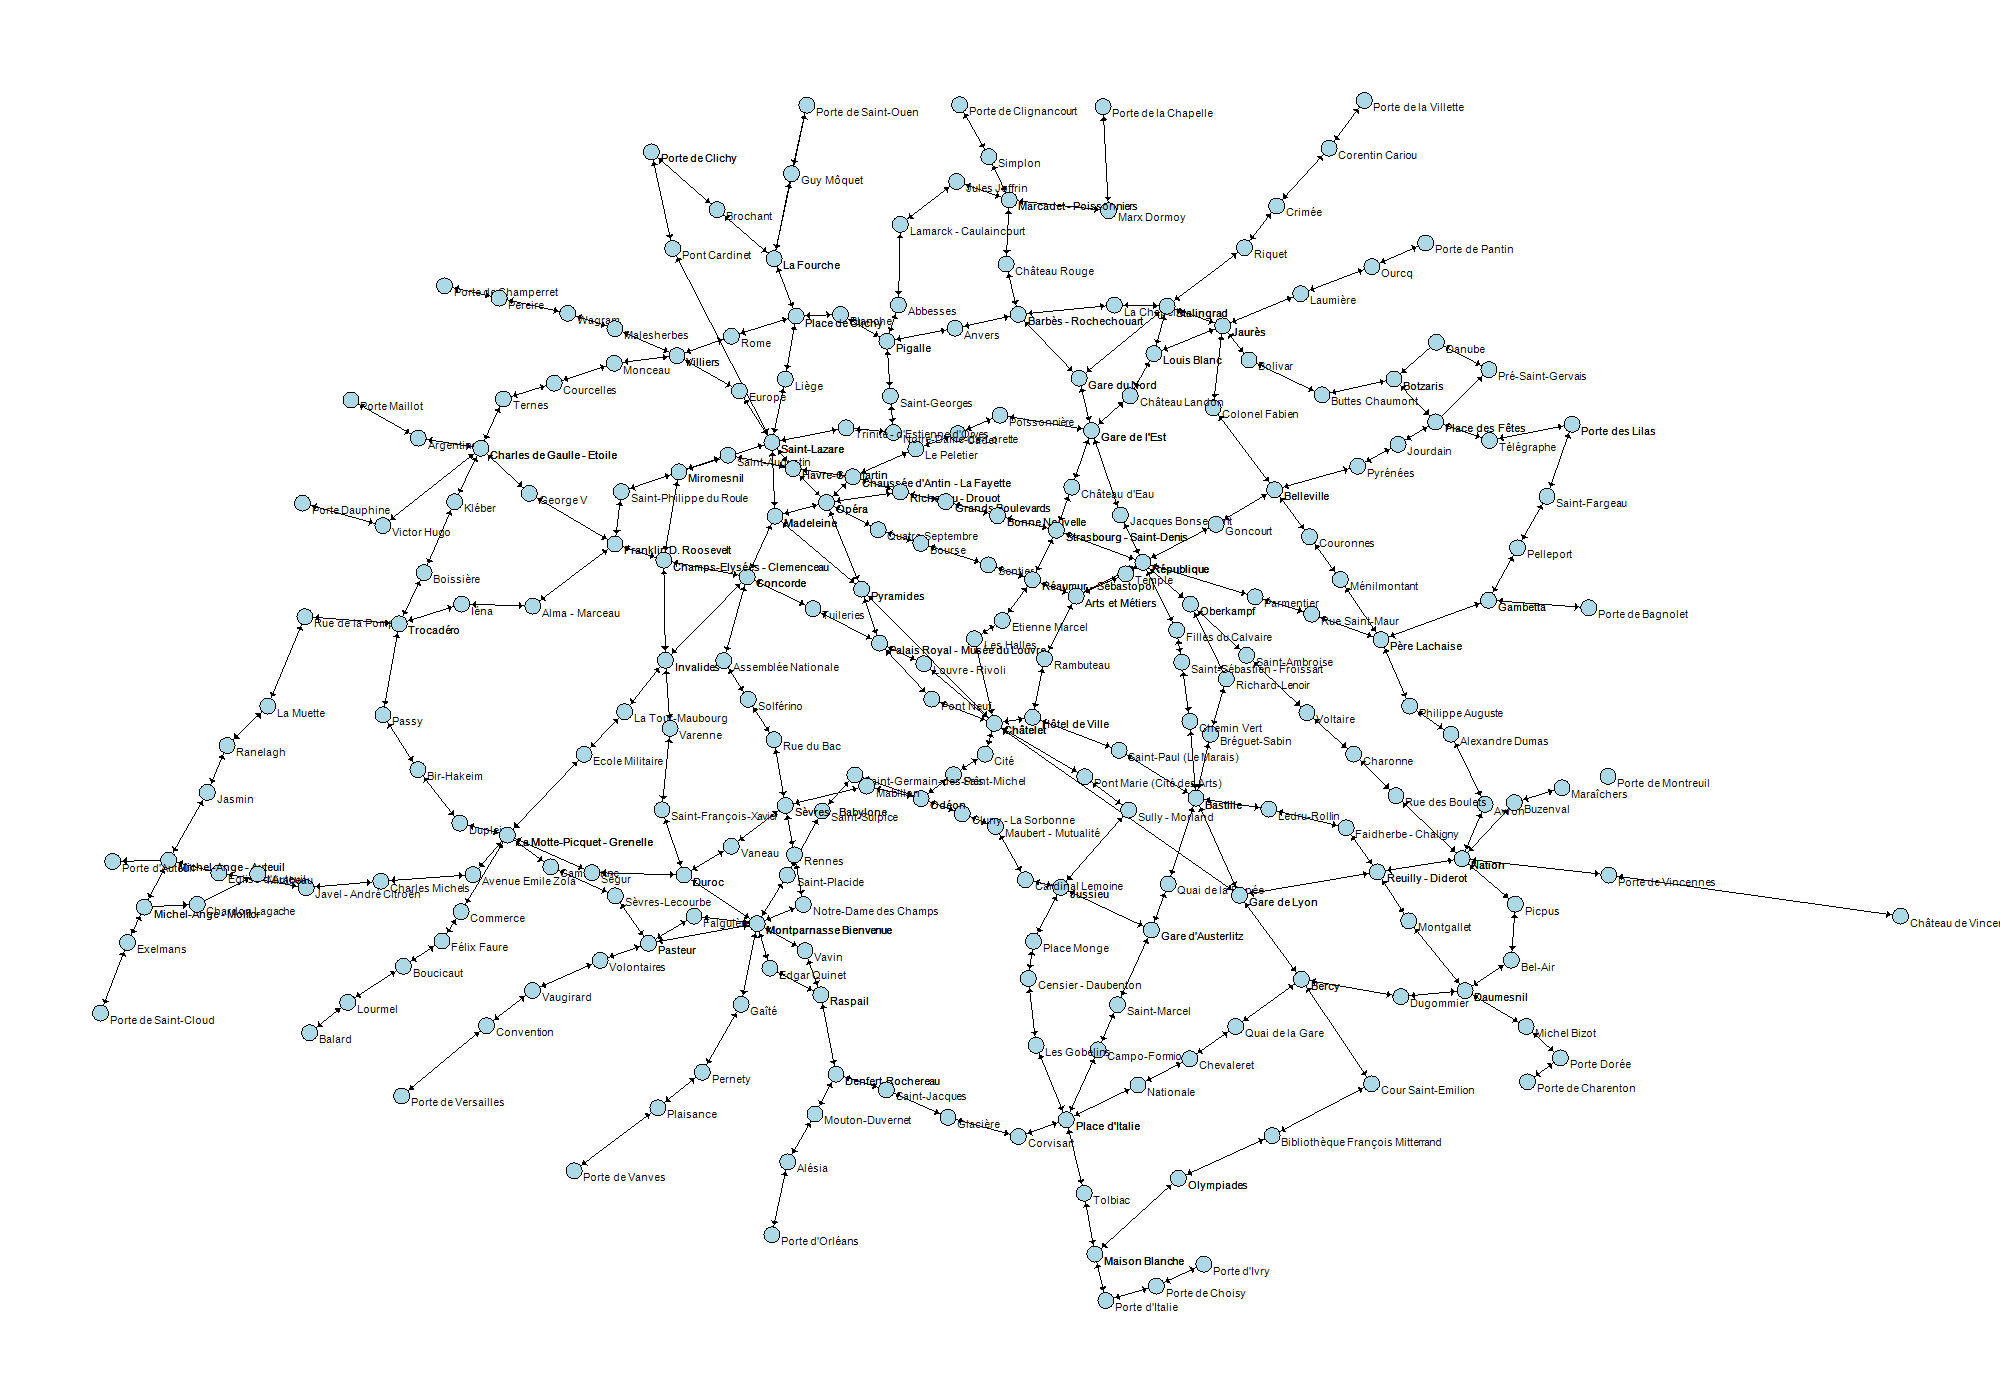 Porte de Saint-Ouen
Porte de Clignancourt
Porte de la Chapelle
Porte de la Villette
Porte de Clichy
Simplon
Corentin Cariou
Guy Môquet
Jules Joffrin
Marcadet - Poissonniers
Brochant
Marx Dormoy
Crimée
Lamarck - Caulaincourt
Pont Cardinet
La Fourche
Château Rouge
Riquet
Porte de Pantin
Ourcq
Porte de Champerret
Pereire
Wagram
Malesherbes
Abbesses
Laumière
Place de Clichy
Blanche
Barbès - Rochechouart
Stalingrad
Jaurès
Rome
Pigalle
Anvers
Danube
Villiers
Monceau
Louis Blanc
Bolivar
Courcelles
Liège
Gare du Nord
Botzaris
Pré-Saint-Gervais
Europe
Saint-Georges
Château Landon
Buttes Chaumont
Porte Maillot
Ternes
Colonel Fabien
Poissonnière
Place des Fêtes
Porte des Lilas
Argentine
Trinité - d'Estienne d'Orves
Cadet
Gare de l'Est
Télégraphe
Charles de Gaulle - Etoile
Saint-Lazare
Le Peletier
Jourdain
Saint-Augustin
Miromesnil
Chaussée d'Antin - La Fayette
Pyrénées
Saint-Philippe du Roule
Richelieu - Drouot
Château d'Eau
Belleville
George V
Kléber
Opéra
Grands Boulevards
Saint-Fargeau
Porte Dauphine
Madeleine
Bonne Nouvelle
Jacques Bonsergent
Victor Hugo
Quatre Septembre
Strasbourg - Saint-Denis
Goncourt
Couronnes
Franklin D. Roosevelt
Bourse
Pelleport
Champs-Elysées - Clemenceau
Sentier
République
Boissière
Concorde
Réaumur - Sébastopol
Temple
Ménilmontant
Pyramides
Arts et Métiers
Parmentier
Iéna
Alma - Marceau
Tuileries
Oberkampf
Rue Saint-Maur
Gambetta
Porte de Bagnolet
Rue de la Pompe
Trocadéro
Etienne Marcel
Filles du Calvaire
Père Lachaise
Les Halles
Palais Royal - Musée du Louvre
Invalides
Assemblée Nationale
Louvre - Rivoli
Rambuteau
Saint-Sébastien - Froissart
Saint-Ambroise
Richard-Lenoir
La Muette
Passy
La Tour-Maubourg
Solférino
Pont Neuf
Philippe Auguste
Varenne
Châtelet
Hôtel de Ville
Chemin Vert
Voltaire
Ranelagh
Rue du Bac
Bréguet-Sabin
Alexandre Dumas
Ecole Militaire
Cité
Saint-Paul (Le Marais)
Charonne
Bir-Hakeim
Saint-Germain-des-Prés
Saint-Michel
Pont Marie (Cité des Arts)
Porte de Montreuil
Jasmin
Mabillon
Maraîchers
Saint-François-Xavier
Sèvres - Babylone
Saint-Sulpice
Odéon
Sully - Morland
Bastille
Rue des Boulets
Avron
Buzenval
Dupleix
Cluny - La Sorbonne
Ledru-Rollin
Maubert - Mutualité
Faidherbe - Chaligny
La Motte-Picquet - Grenelle
Vaneau
Rennes
Nation
Porte d'Auteuil
Michel-Ange - Auteuil
Eglise d'Auteuil
Mirabeau
Javel - André Citroën
Charles Michels
Avenue Emile Zola
Cambronne
Ségur
Duroc
Saint-Placide
Cardinal Lemoine
Jussieu
Quai de la Rapée
Gare de Lyon
Reuilly - Diderot
Porte de Vincennes
Michel-Ange - Molitor
Chardon Lagache
Sèvres-Lecourbe
Notre-Dame des Champs
Commerce
Falguière
Montparnasse Bienvenue
Gare d'Austerlitz
Montgallet
Picpus
Château de Vincen
Exelmans
Félix Faure
Pasteur
Vavin
Place Monge
Boucicaut
Volontaires
Edgar Quinet
Censier - Daubenton
Bercy
Bel-Air
Vaugirard
Raspail
Dugommier
Daumesnil
Lourmel
Gaîté
Saint-Marcel
Porte de Saint-Cloud
Convention
Quai de la Gare
Michel Bizot
Balard
Les Gobelins
Campo-Formio
Chevaleret
Porte Dorée
Pernety
Denfert Rochereau
Nationale
Cour Saint-Emilion
Porte de Charenton
Porte de Versailles
Saint-Jacques
Plaisance
Mouton-Duvernet
Glacière
Place d'Italie
Corvisart
Bibliothèque François Mitterrand
Porte de Vanves
Alésia
Olympiades
Tolbiac
Porte d'Orléans
Maison Blanche
Porte d'Ivry
Porte de Choisy
Porte d'Italie